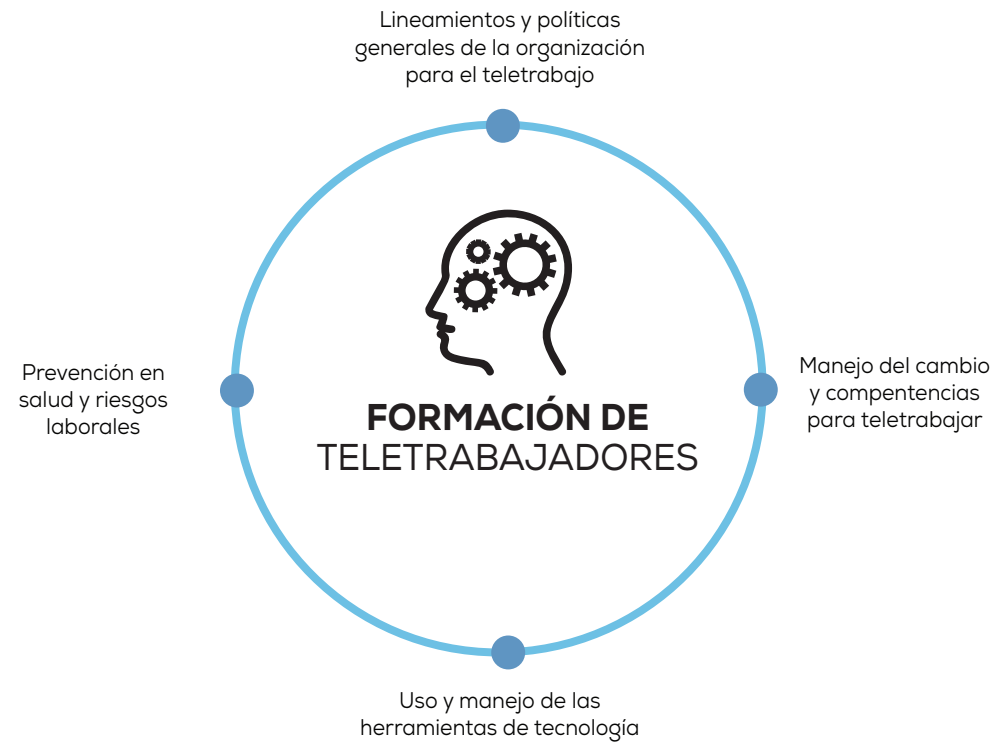 Lineamientos y políticas
generales de la organización
para el teletrabajo
Prevención en
salud y riesgos
laborales
FORMACIÓN DE
TELETRABAJADORES
Manejo del cambio
y compentencias
para teletrabajar
Uso y manejo de las
herramientas de tecnología